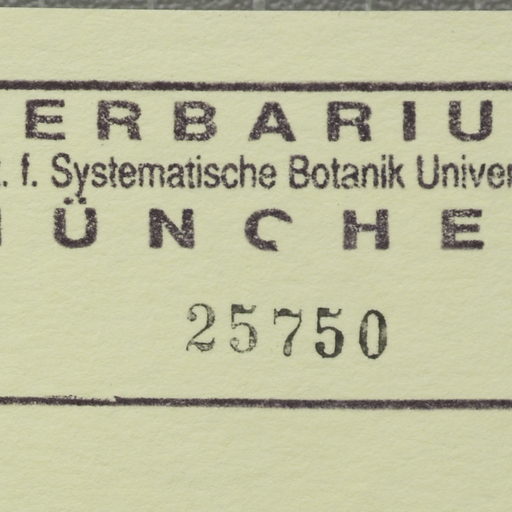 ERBARIU
. f. Systematische Botanik Univer
ÜNCHE
25750